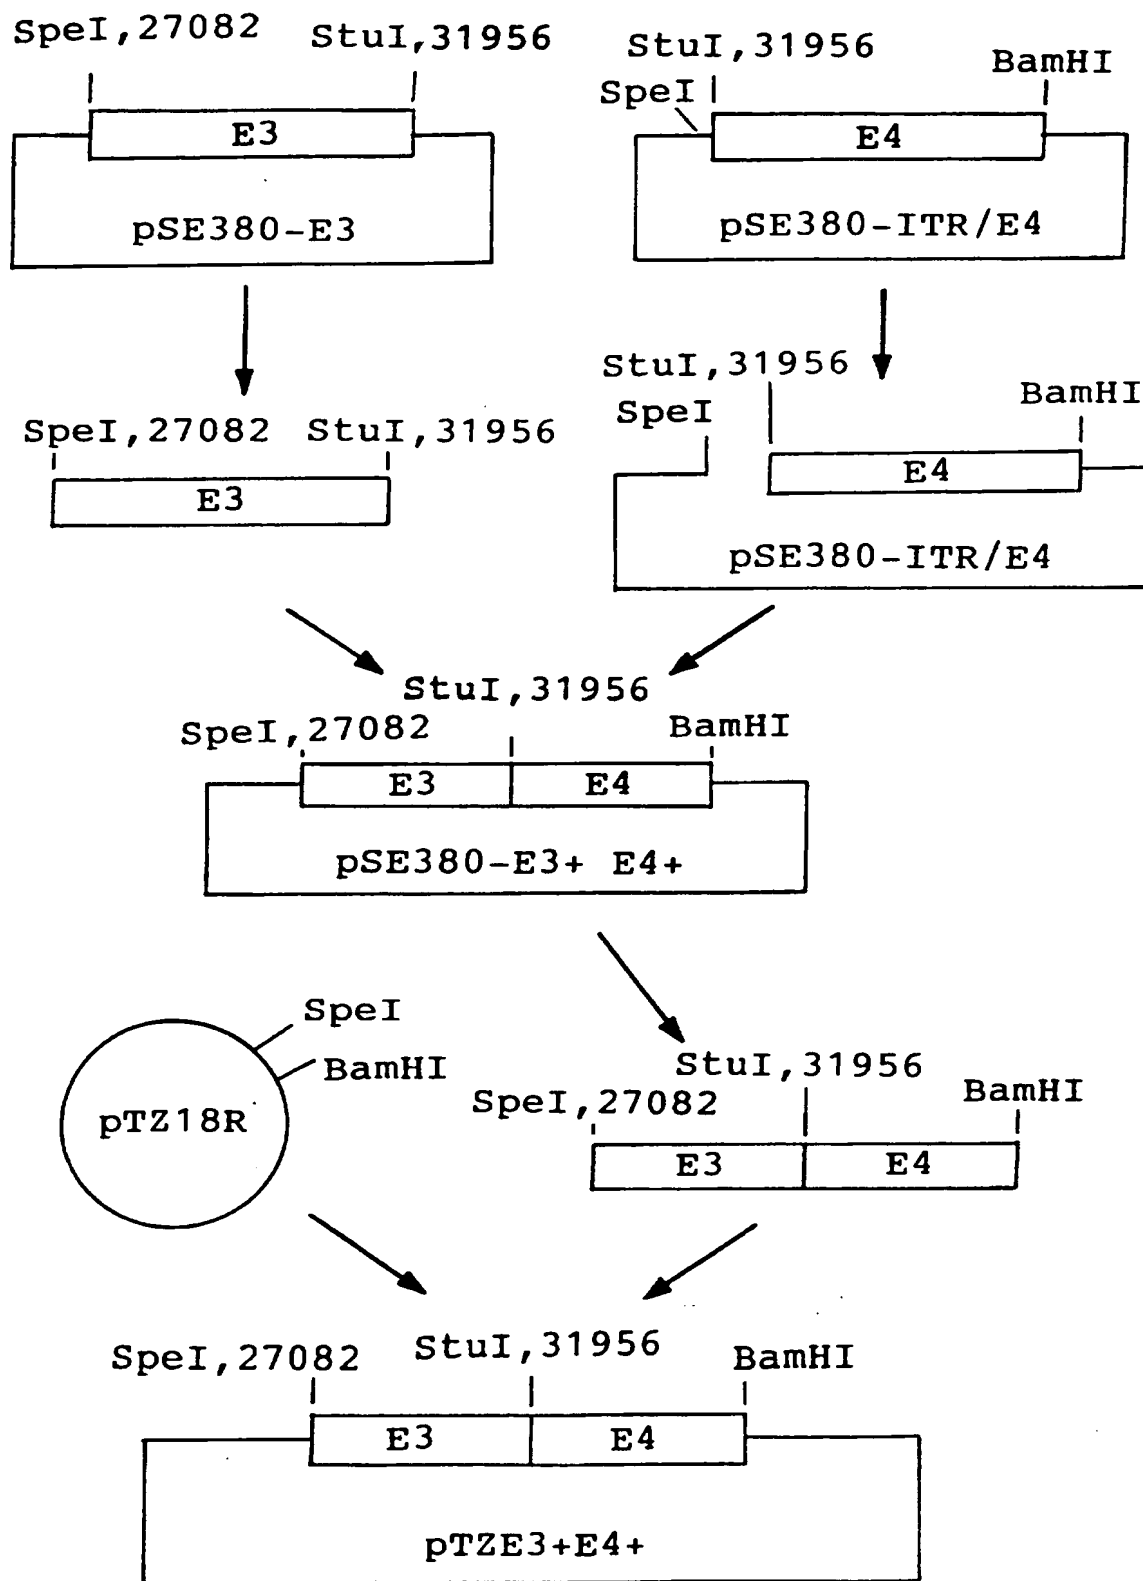 SpeI,27082
StuI,31956
E3
pSE380-E3
StuI,31956
SpeI
BamHI
E4
pSE380-ITR/E4
SpeI,27082
StuI,31956
E3
StuI,31956
SpeI
BamHI
E4
pSE380-ITR/E4
StuI,31956
SpeI,27082
BamHI
E3
E4
pSE380-E3+ E4+
SpeI
BamHI
pTZ18R
StuI,31956
SpeI,27082
BamHI
E3
E4
SpeI,27082
StuI,31956
BamHI
E3
E4
pTZE3+E4+